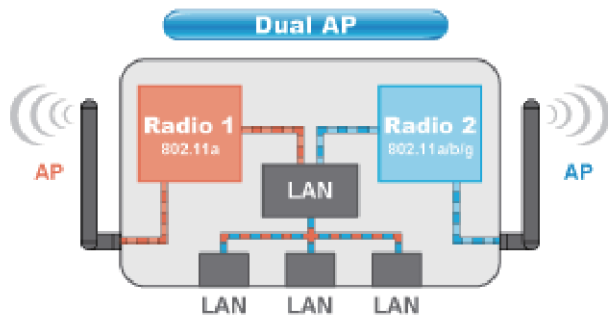 Dual AP
Radio 1
802.11a
Radio 2
802.11a/b/g
AP
AP
LAN
LAN
LAN
LAN